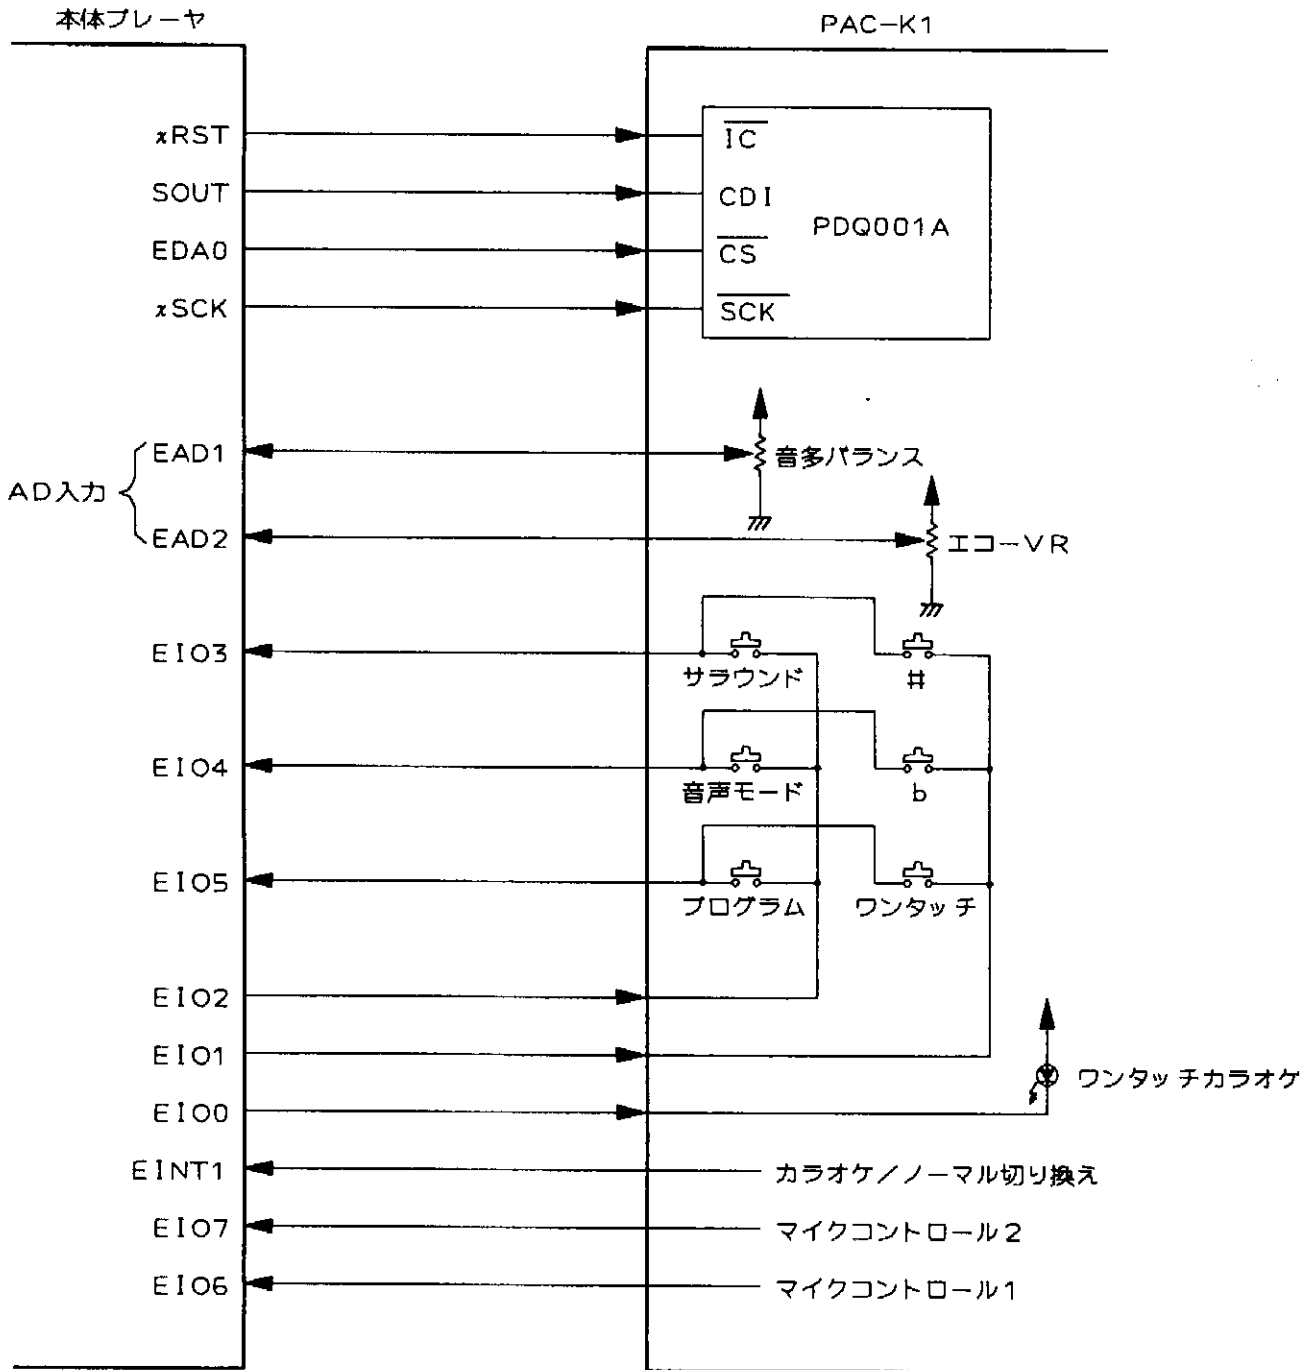 本体プレーヤ
PAC-K1
xRST
IC
SOUT
CDI
PDQ001A
EDA0
CS
xSCK
SCK
AD入力
EAD1
音多バランス
EAD2
エコーVR
EIO3
サラウンド
#
EIO4
音声モード
b
EIO5
プログラム
ワンタッチ
EIO2
EIO1
ワンタッチカラオケ
EIO0
EINT1
カラオケ/ノーマル切り換え
EIO7
マイクコントロール2
EIO6
マイクコントロール1